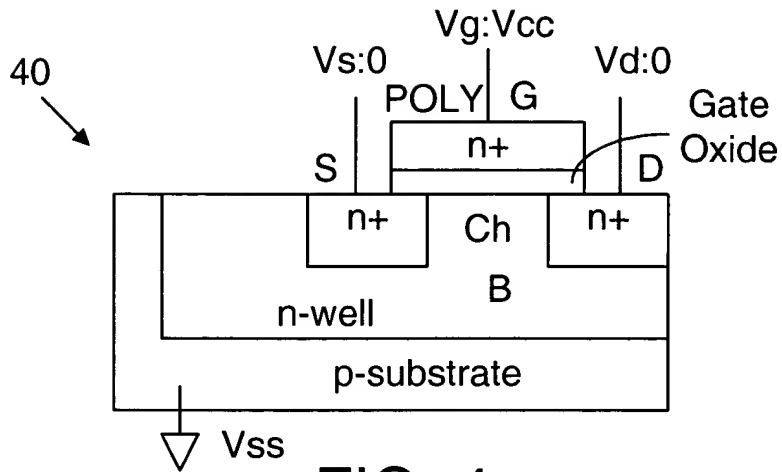 Vg:Vcc
40
Vs:0
Vd:0
POLY G
Gate
Oxide
n+
S
D
n+
Ch
n+
B
n-well
p-substrate
Vss